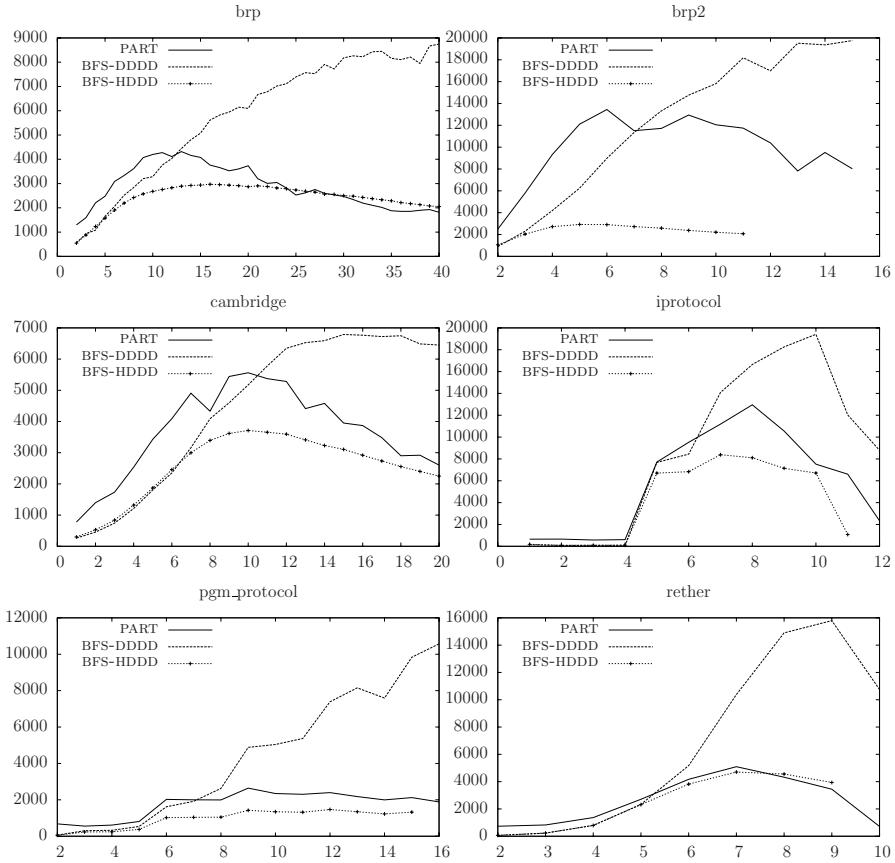 brp
9000
8000
7000
6000
5000
4000
3000
2000
1000
0
PART
BFS-DDDD
BFS-HDDD
0 5 10 15 20 25 30 35 40
brp2
20000
18000
16000
14000
12000
10000
8000
6000
4000
2000
0
PART
BFS-DDDD
BFS-HDDD
2 4 6 8 10 12 14 16
cambridge
7000
6000
5000
4000
3000
2000
1000
0
PART
BFS-DDDD
BFS-HDDD
0 2 4 6 8 10 12 14 16 18 20
iprotocol
20000
18000
16000
14000
12000
10000
8000
6000
4000
2000
0
PART
BFS-DDDD
BFS-HDDD
0 2 4 6 8 10 12
pgm_protocol
12000
10000
8000
6000
4000
2000
0
PART
BFS-DDDD
BFS-HDDD
2 4 6 8 10 12 14 16
rether
16000
14000
12000
10000
8000
6000
4000
2000
0
PART
BFS-DDDD
BFS-HDDD
2 3 4 5 6 7 8 9 10